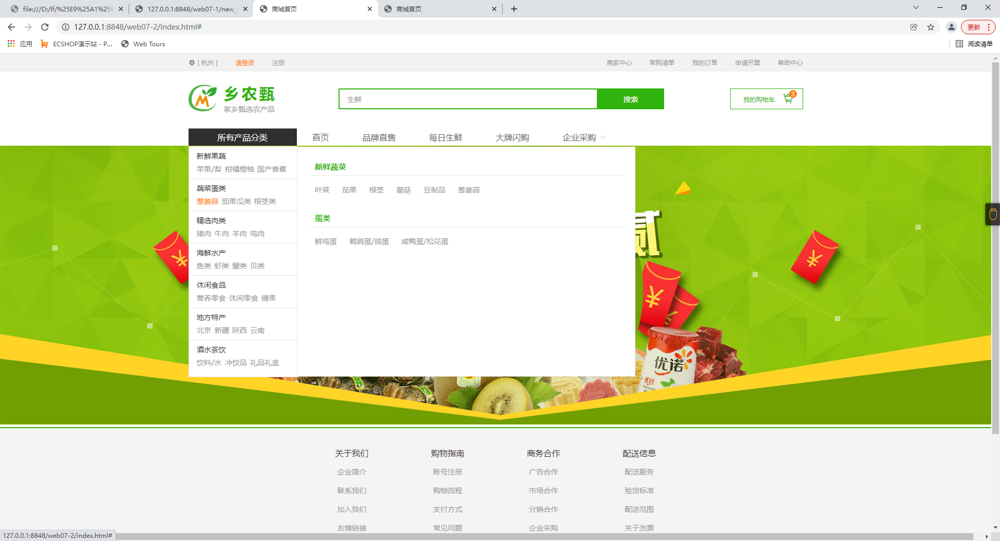 file:///D:/lf/%25E9%25A1%25E
127.0.0.1:8848/web07-1/new_
商城首页
商城首页
127.0.0.1:8848/web07-2/index.html#
更新
应用
ECSHOP演示站 - P...
Web Tours
阅读清单
[ 杭州 ]
请登录
注册
商家中心
常购清单
我的订单
申请开票
帮助中心
乡农甄
家乡甄选农产品
生鲜
搜索
我的购物车
3
所有产品分类
首页
品牌直售
每日生鲜
大牌闪购
企业采购
新鲜果蔬
苹果/梨 柑橘橙柚 国产香蕉
蔬菜蛋类
葱姜蒜 茄果瓜类 根茎类
精选肉类
猪肉 牛肉 羊肉 鸡肉
海鲜水产
鱼类 虾类 蟹类 贝类
休闲食品
营养零食 休闲零食 糖果
地方特产
北京 新疆 陕西 云南
酒水茶饮
饮料/水 冲饮品 礼品礼盒
新鲜蔬菜
叶菜 茄果 根茎 菌菇 豆制品 葱姜蒜
蛋类
鲜鸡蛋 鹌鹑蛋/鸽蛋 咸鸭蛋/松花蛋
¥
¥
¥
优诺
优丝
关于我们
企业简介
联系我们
加入我们
友情链接
购物指南
账号注册
购物流程
支付方式
常见问题
商务合作
广告合作
市场合作
分销合作
企业采购
配送信息
配送服务
验货标准
配送范围
关于发票
127.0.0.1:8848/web07-2/index.html#